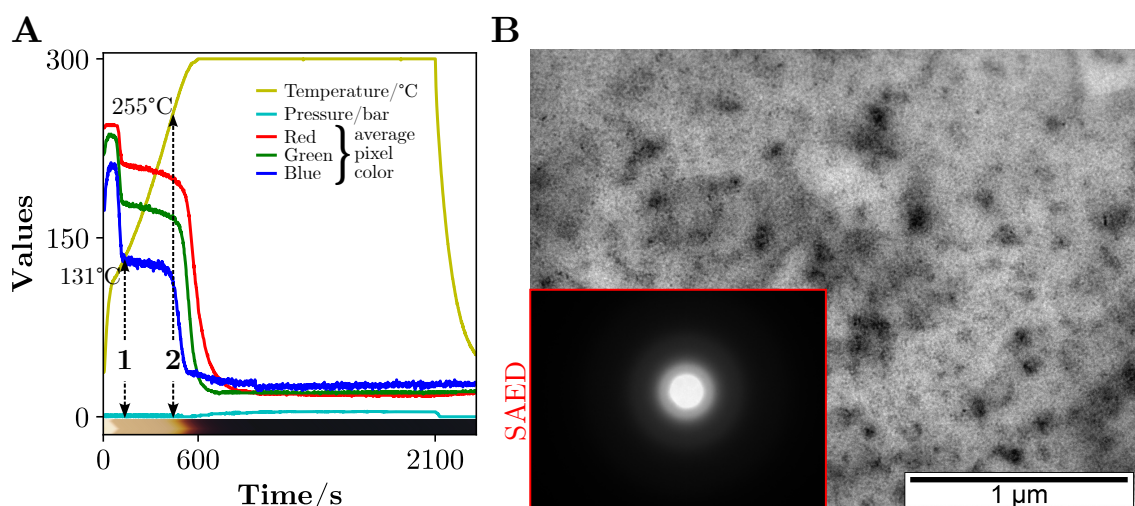 A
B
300
150
0
Values
255°C
131°C
Temperature/°C
Pressure/bar
Red
Green
Blue
average
pixel
color
1
2
0
600
2100
Time/s
SAED
1 µm